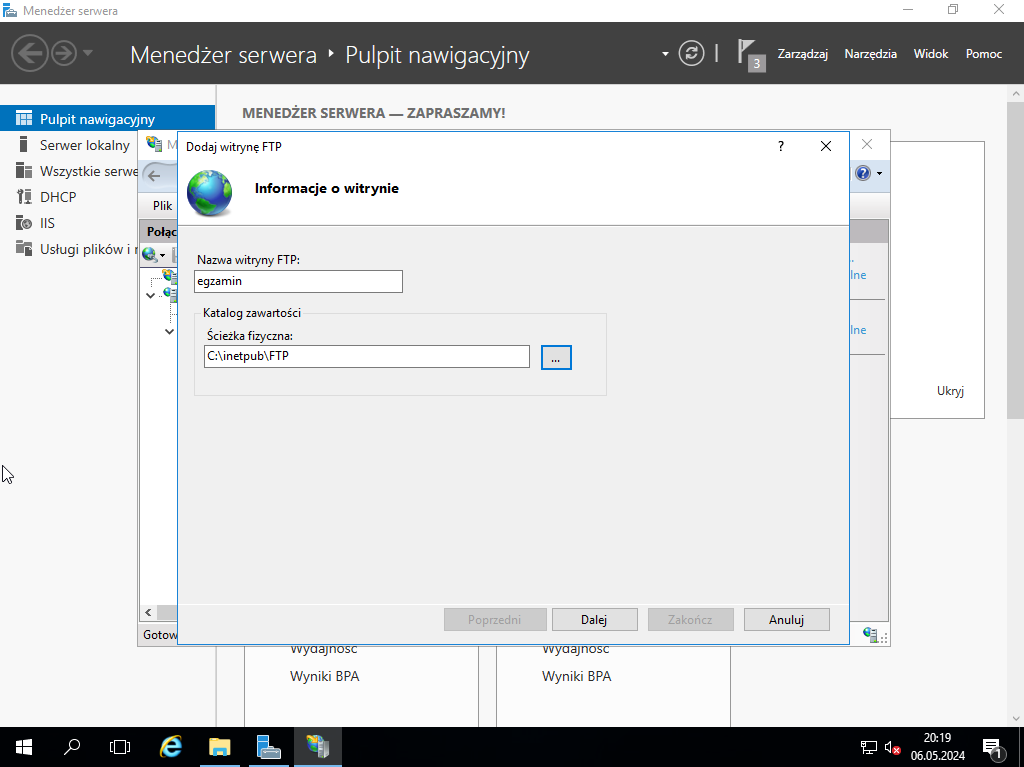 Menedżer serwera
Menedżer serwera
Pulpit nawigacyjny
3
Zarządzaj
Narzędzia
Widok
Pomoc
Pulpit nawigacyjny
Serwer lokalny
Wszystkie serwe
DHCP
IIS
Usługi plików i
MENEDŻER SERWERA — ZAPRASZAMY!
Ukryj
M
Plik
Połąc
lne
lne
Gotow
Dodaj witrynę FTP
?
Informacje o witrynie
Nazwa witryny FTP:
egzamin
Katalog zawartości
Ścieżka fizyczna:
C:\inetpub\FTP
...
Poprzedni
Dalej
Zakończ
Anuluj
Wydajność
Wydajność
Wyniki BPA
Wyniki BPA
20:19
06.05.2024
1